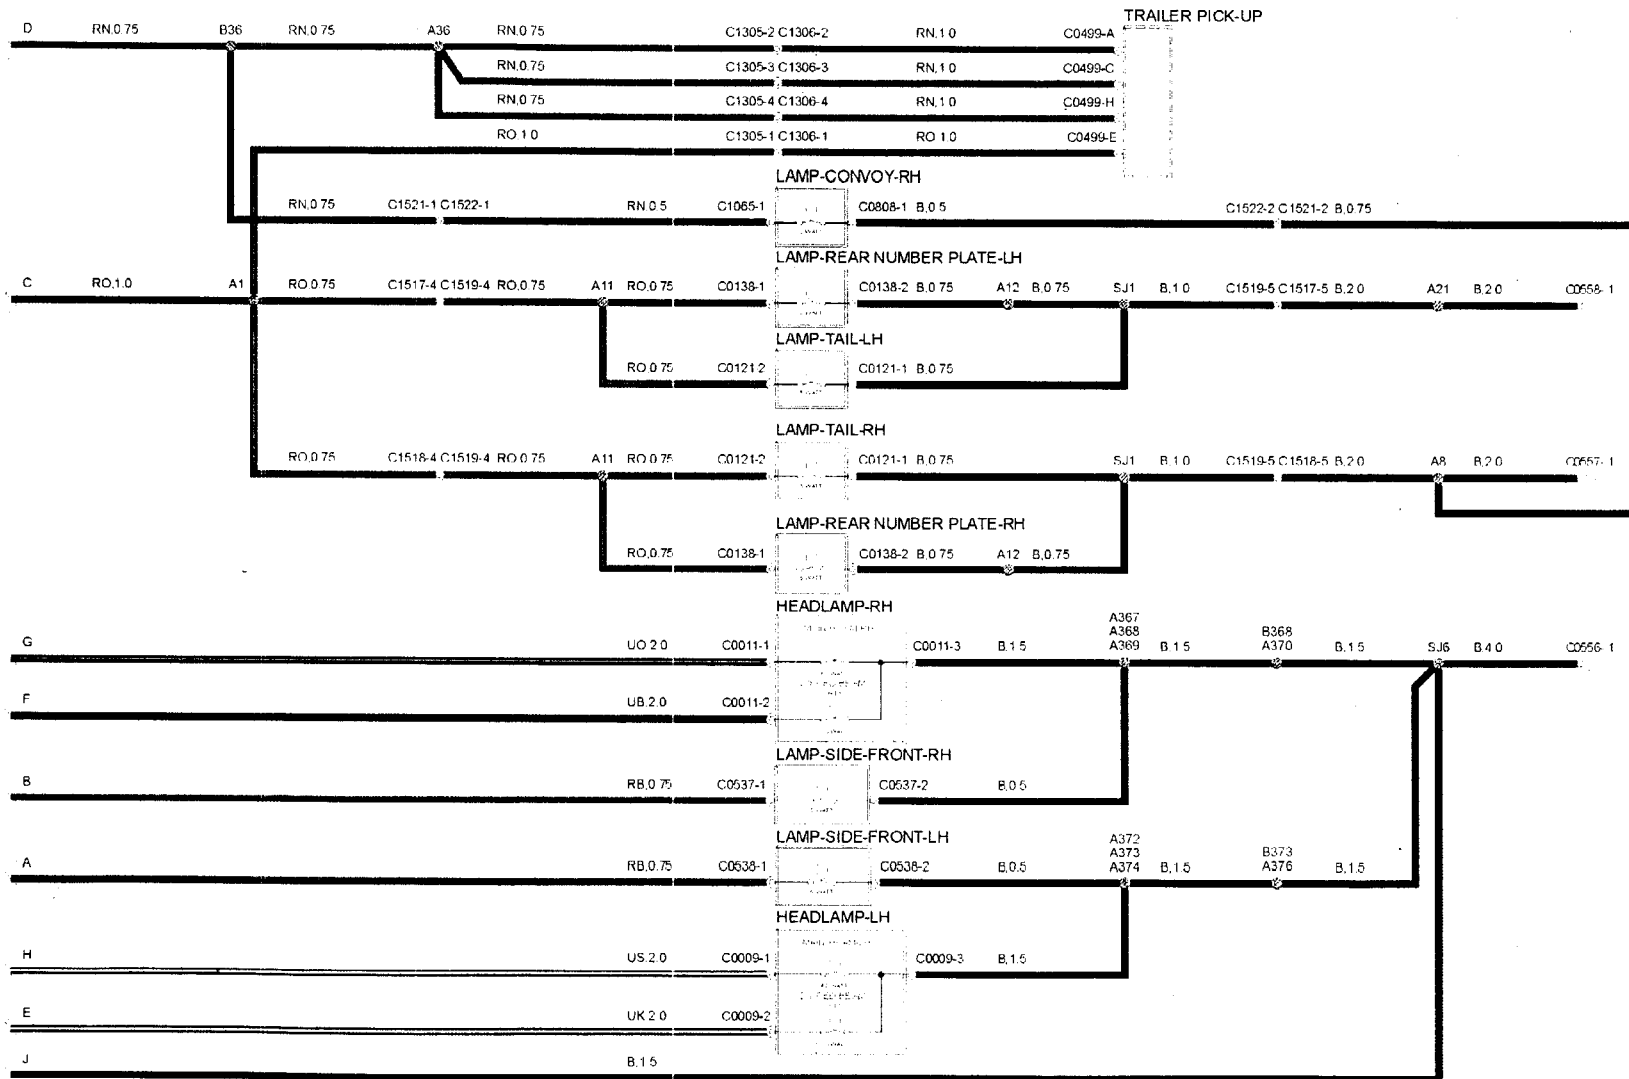 TRAILER PICK-UP
D RN,0.75 B36 RN,0.75 A36 RN,0.75 C1305-2 C1306-2 RN,1.0 C0499-A
RN,0.75 C1305-3 C1306-3 RN,1.0 C0499-C
RN,0.75 C1305-4 C1306-4 RN,1.0 C0499-H
RO,1.0 C1305-1 C1306-1 RO,1.0 C0499-E
LAMP-CONVOY-RH
RN,0.75 C1521-1 C1522-1 RN,0.5 C1065-1 C0808-1 B,0.5 C1522-2 C1521-2 B,0.75
LAMP-REAR NUMBER PLATE-LH
C RO,1.0 A1 RO,0.75 C1517-4 C1519-4 RO,0.75 A11 RO,0.75 C0138-1 C0138-2 B,0.75 A12 B,0.75 SJ1 B,1.0 C1519-5 C1517-5 B,2.0 A21 B,2.0 C0558-1
LAMP-TAIL-LH
RO,0.75 C0121-2 C0121-1 B,0.75
LAMP-TAIL-RH
RO,0.75 C1518-4 C1519-4 RO,0.75 A11 RO,0.75 C0121-2 C0121-1 B,0.75 SJ1 B,1.0 C1519-5 C1518-5 B,2.0 A8 B,2.0 C0557-1
LAMP-REAR NUMBER PLATE-RH
RO,0.75 C0138-1 C0138-2 B,0.75 A12 B,0.75
HEADLAMP-RH
A367
A368 B368
G UO,2.0 C0011-1 C0011-3 B,1.5 A369 B,1.5 A370 B,1.5 SJ6 B,4.0 C0556-1
F UB,2.0 C0011-2
LAMP-SIDE-FRONT-RH
B RB,0.75 C0537-1 C0537-2 B,0.5
LAMP-SIDE-FRONT-LH
A372
A373 B373
A RB,0.75 C0538-1 C0538-2 B,0.5 A374 B,1.5 A376 B,1.5
HEADLAMP-LH
H US,2.0 C0009-1 C0009-3 B,1.5
E UK,2.0 C0009-2
J B,1.5